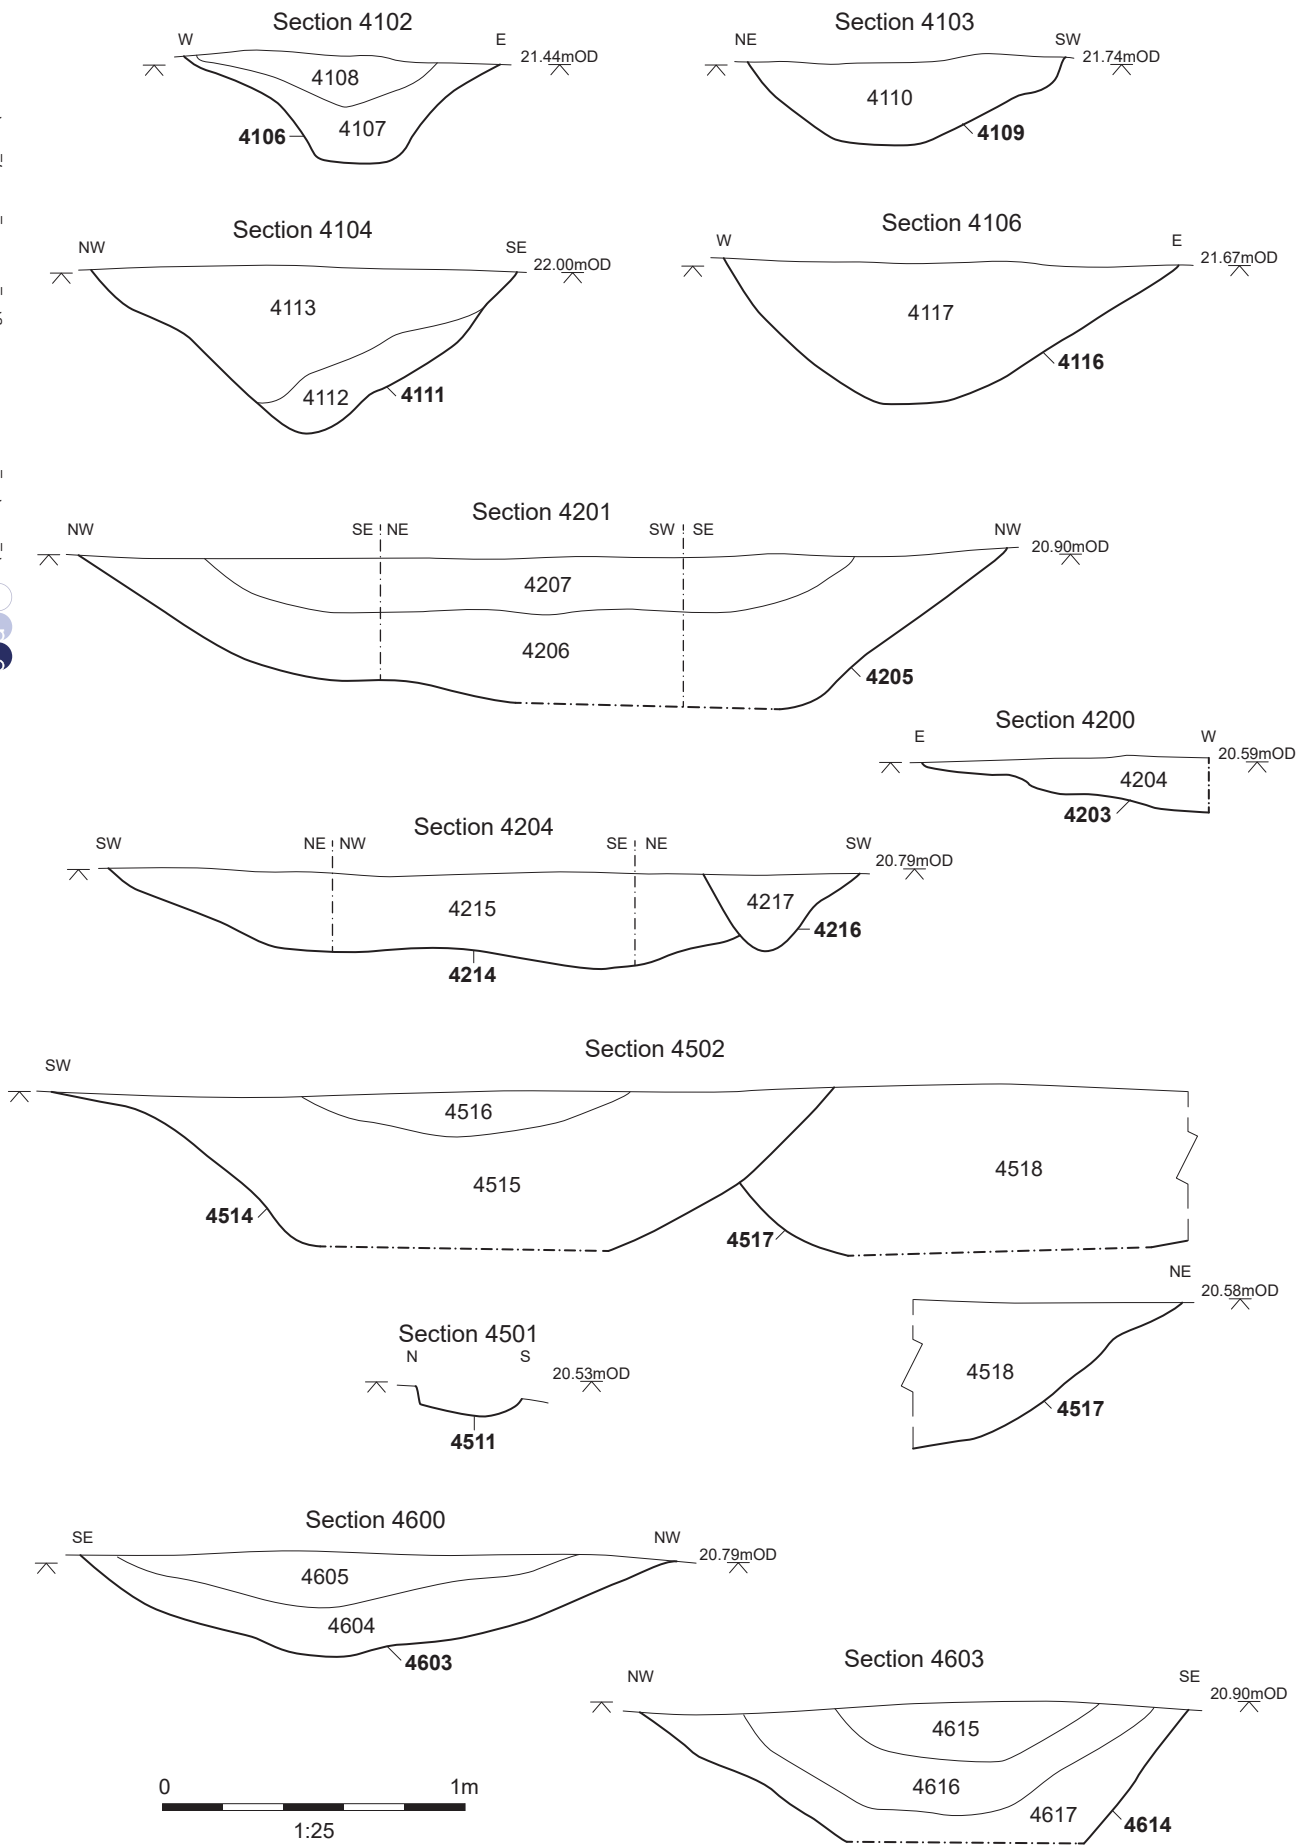 Section 4102
W E
21.44mOD
4108
4107
4106
Section 4103
NE SW
21.74mOD
4110
4109
Section 4104
NW SE
22.00mOD
4113
4112
4111
Section 4106
W E
21.67mOD
4117
4116
Section 4201
NW SE NE SW SE NW
20.90mOD
4207
4206
4205
Section 4200
E W
20.59mOD
4204
4203
Section 4204
SW NE NW SE NE SW
20.79mOD
4215
4217
4216
4214
Section 4502
SW
4516
4515
4518
4514
4517
NE
20.58mOD
4518
4517
Section 4501
N S
20.53mOD
4511
Section 4600
SE NW
20.79mOD
4605
4604
4603
Section 4603
NW SE
20.90mOD
4615
4616
4617
4614
0 1m
1:25